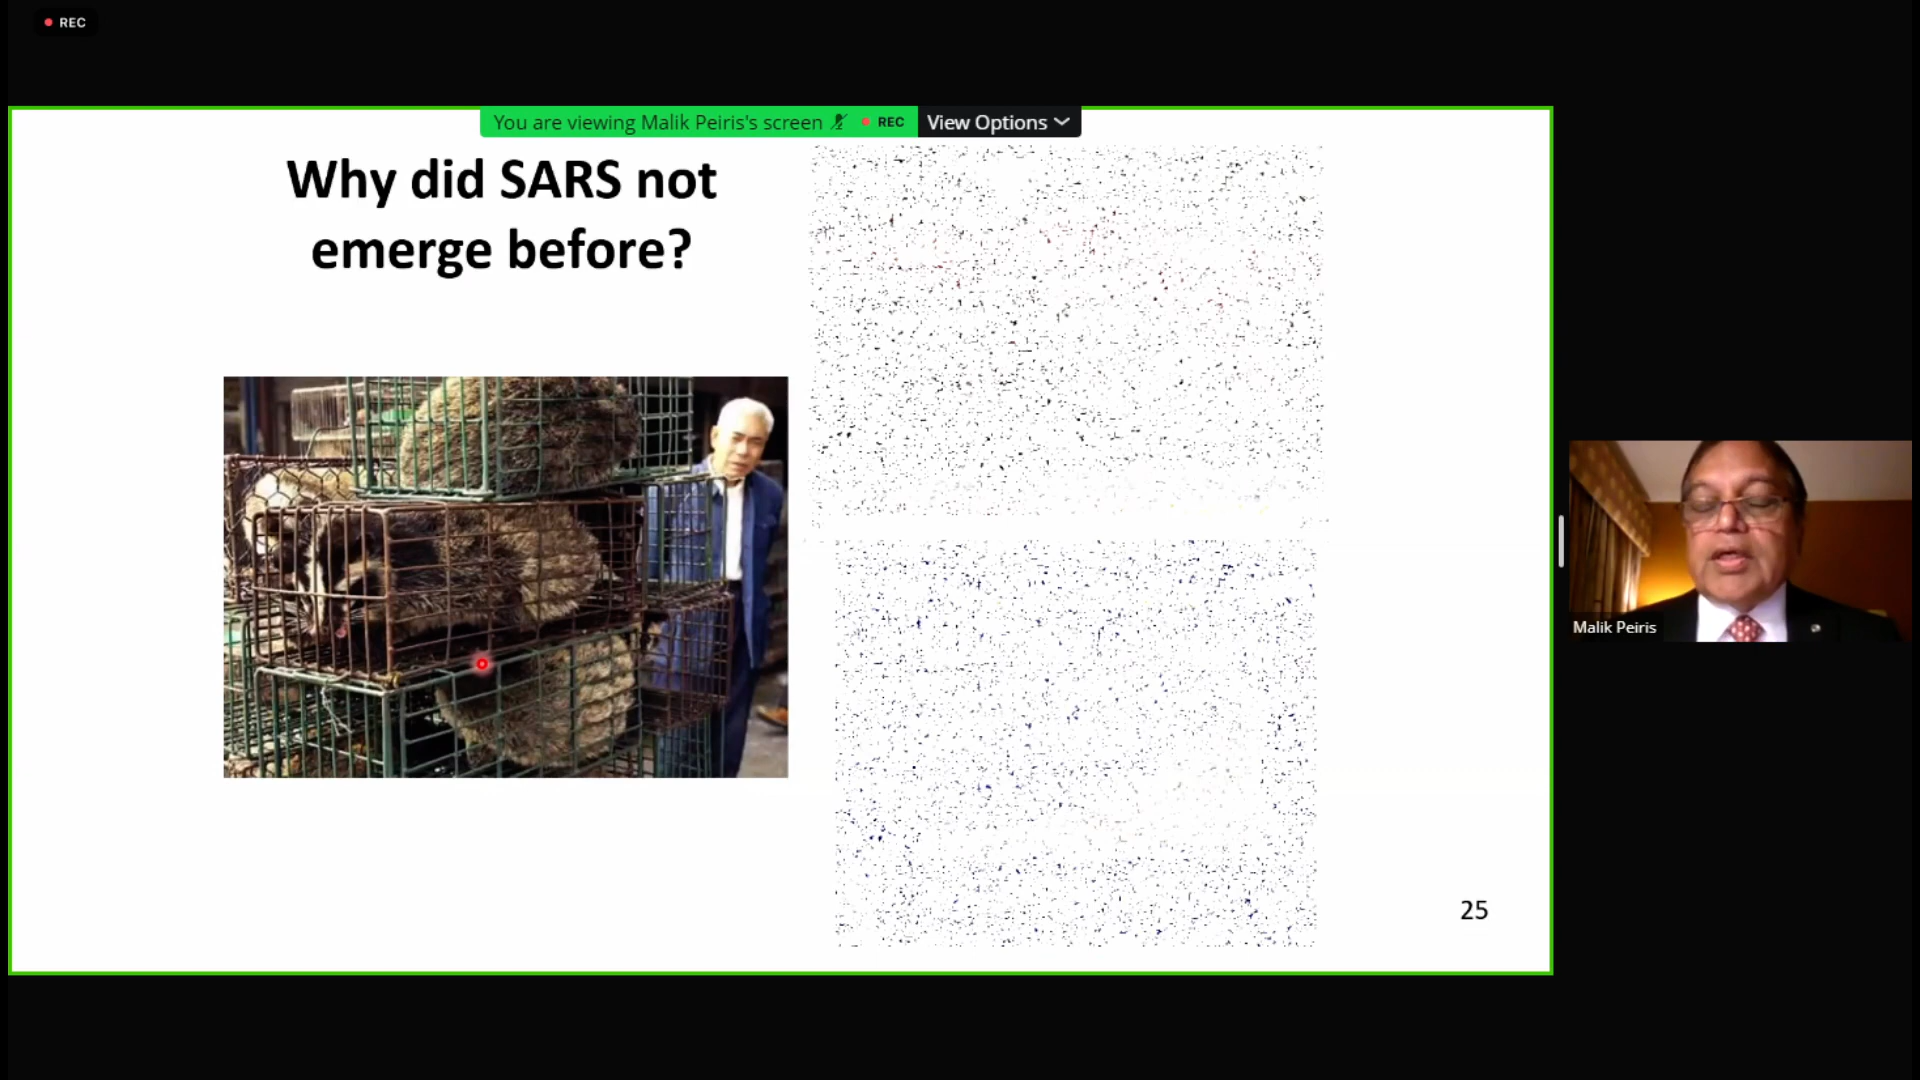 REC
You are viewing Malik Peiris's screen REC View Options
Why did SARS not
emerge before?
Malik Peiris
25